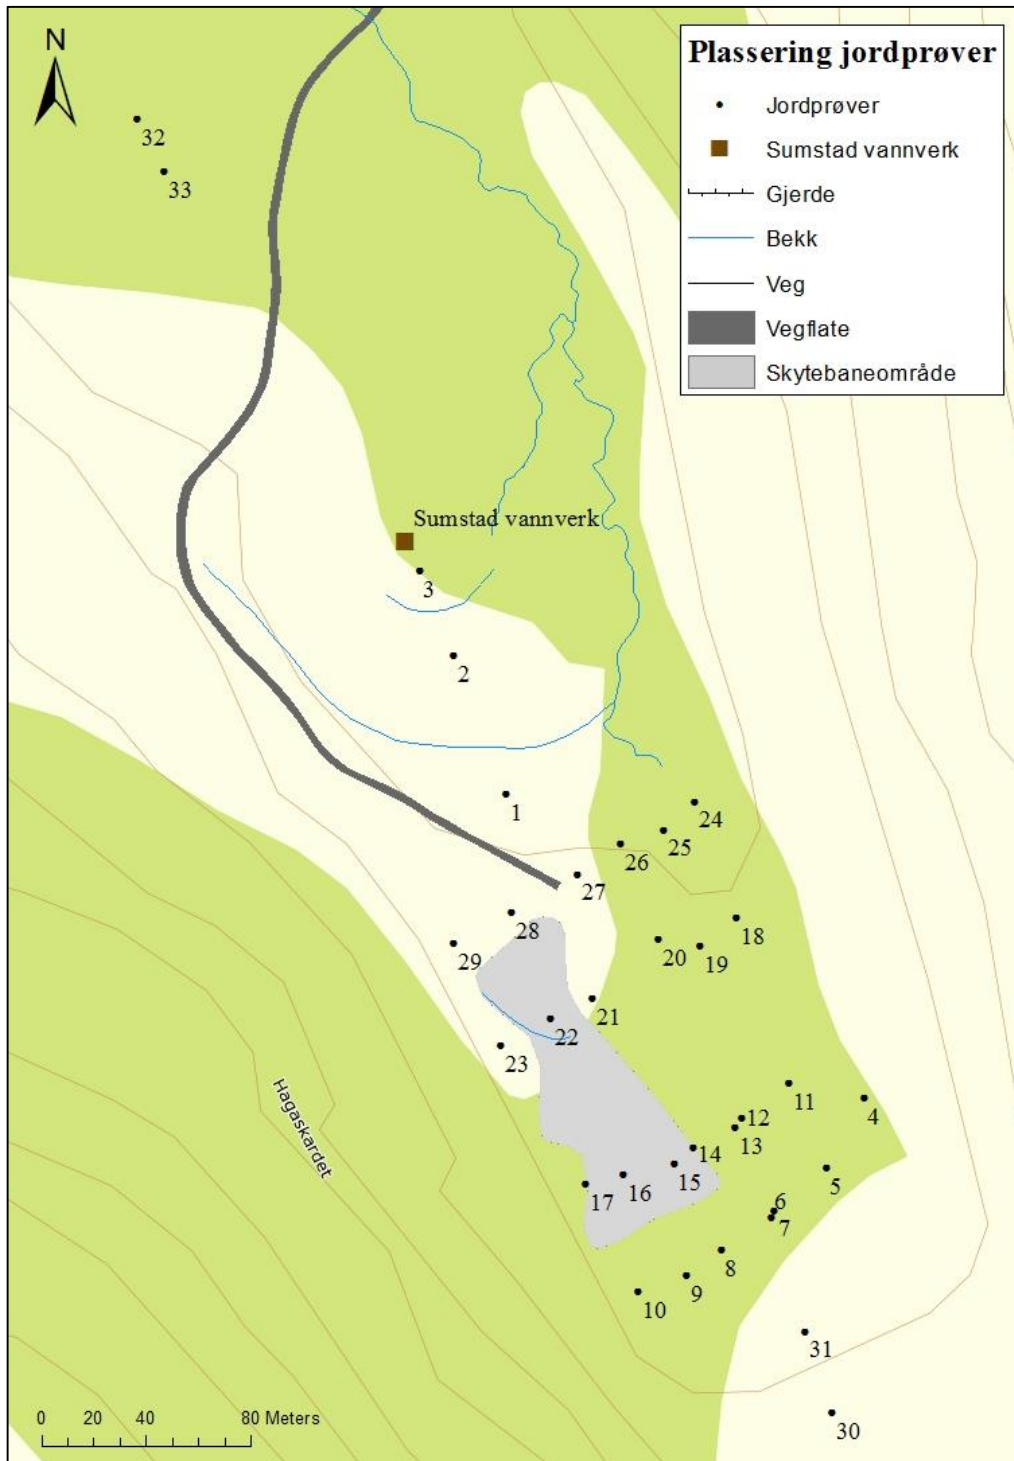 N
Plassering jordprøver
Jordprøver
Sumstad vannverk
Gjerde
Bekk
Veg
Vegflate
Skytebaneområde
32
33
Sumstad vannverk
3
2
1
24
25
26
27
28
18
29
20
19
21
22
23
11
4
12
13
14
15
5
16
17
6
7
8
9
10
Hagaskardet
31
30
0 20 40 80 Meters